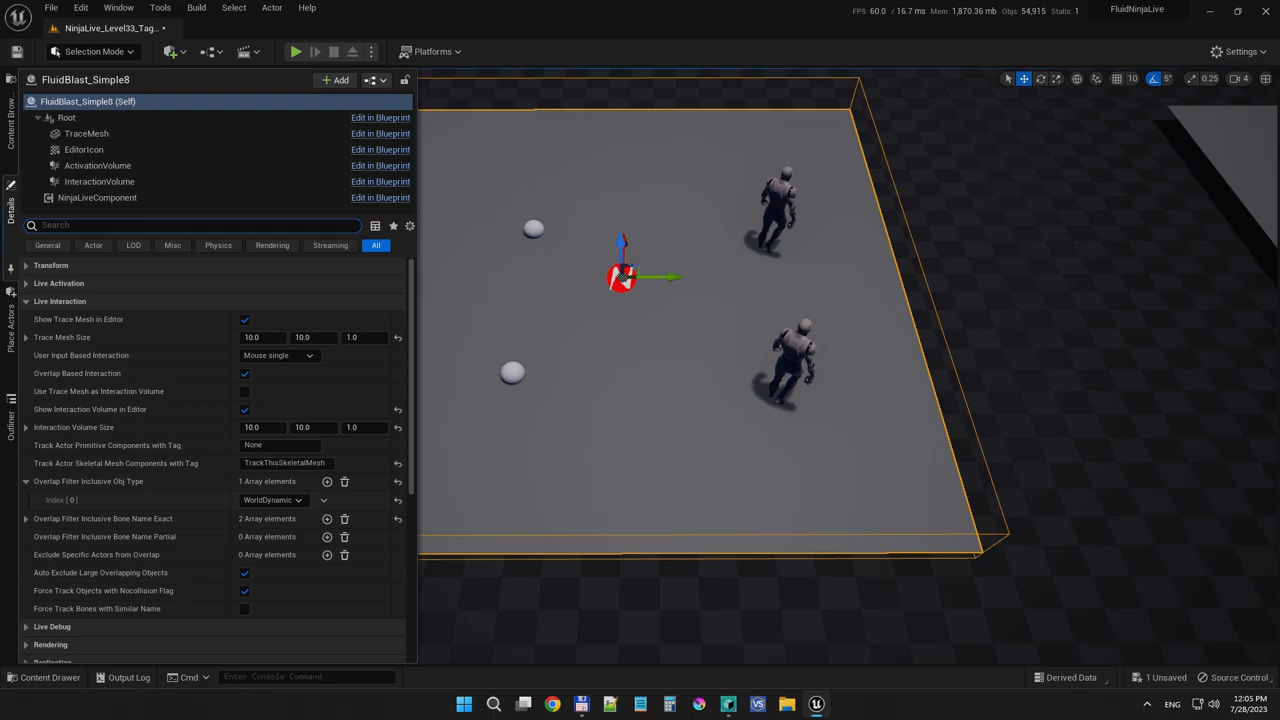 File Edit Window Tools Build Select Actor Help
FPS: 60.0 / 16.7 ms Mem: 1,870.36 mb Objs: 54,915 Stalls: 1 FluidNinjaLive
NinjaLive_Level33_Tag... •
Selection Mode Platforms Settings
FluidBlast_Simple8 Add
10 5° 0.25 4
FluidBlast_Simple8 (Self)
Root Edit in Blueprint
TraceMesh Edit in Blueprint
EditorIcon Edit in Blueprint
ActivationVolume Edit in Blueprint
InteractionVolume Edit in Blueprint
NinjaLiveComponent Edit in Blueprint
Content Brow...
Details
Place Actors
Outliner
Search
General Actor LOD Misc Physics Rendering Streaming All
Transform
Live Activation
Live Interaction
Show Trace Mesh in Editor
Trace Mesh Size 10.0 10.0 1.0
User Input Based Interaction Mouse single
Overlap Based Interaction
Use Trace Mesh as Interaction Volume
Show Interaction Volume in Editor
Interaction Volume Size 10.0 10.0 1.0
Track Actor Primitive Components with Tag None
Track Actor Skeletal Mesh Components with Tag TrackThisSkeletalMesh
Overlap Filter Inclusive Obj Type 1 Array elements
Index [ 0 ] WorldDynamic
Overlap Filter Inclusive Bone Name Exact 2 Array elements
Overlap Filter Inclusive Bone Name Partial 0 Array elements
Exclude Specific Actors from Overlap 0 Array elements
Auto Exclude Large Overlapping Objects
Force Track Objects with Nocollision Flag
Force Track Bones with Similar Name
Live Debug
Rendering
Replication
Content Drawer Output Log Cmd Enter Console Command Derived Data 1 Unsaved Source Control
ENG 12:05 PM
7/28/2023